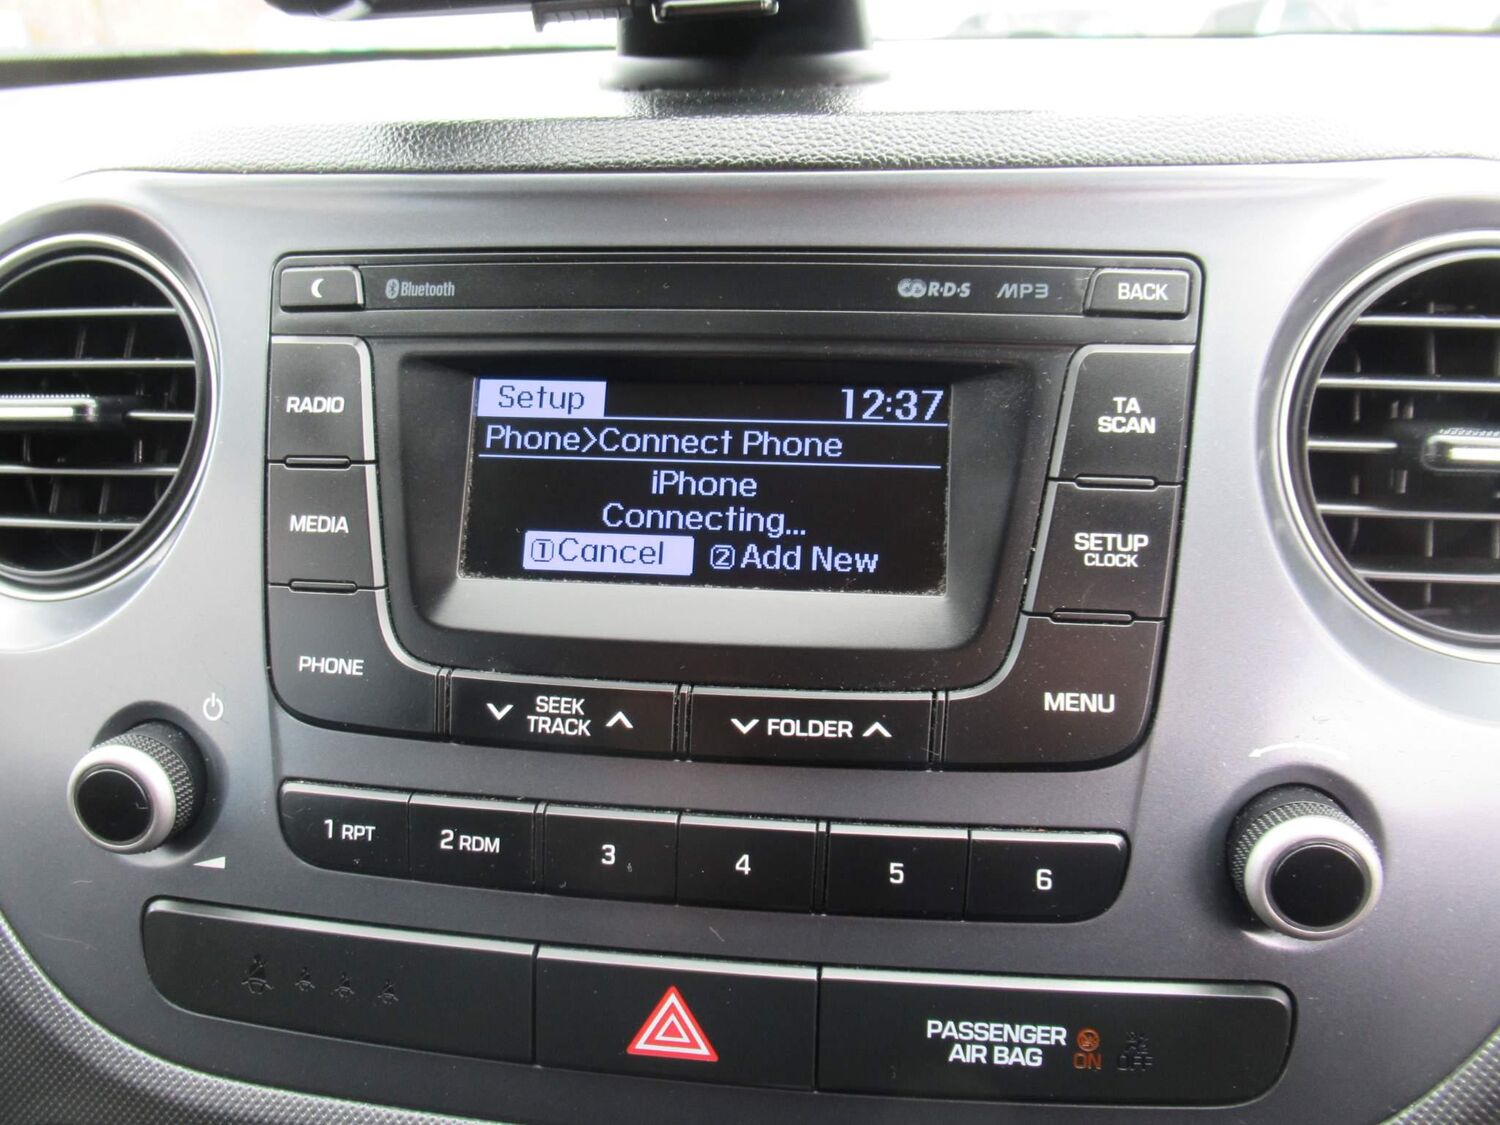 Bluetooth
R·D·S
MP3
BACK
RADIO
MEDIA
PHONE
Setup
12:37
Phone>Connect Phone
iPhone
Connecting...
①Cancel ②Add New
TA
SCAN
SETUP
CLOCK
MENU
SEEK
TRACK
FOLDER
1 RPT
2 RDM
3
4
5
6
PASSENGER
AIR BAG
ON
OFF